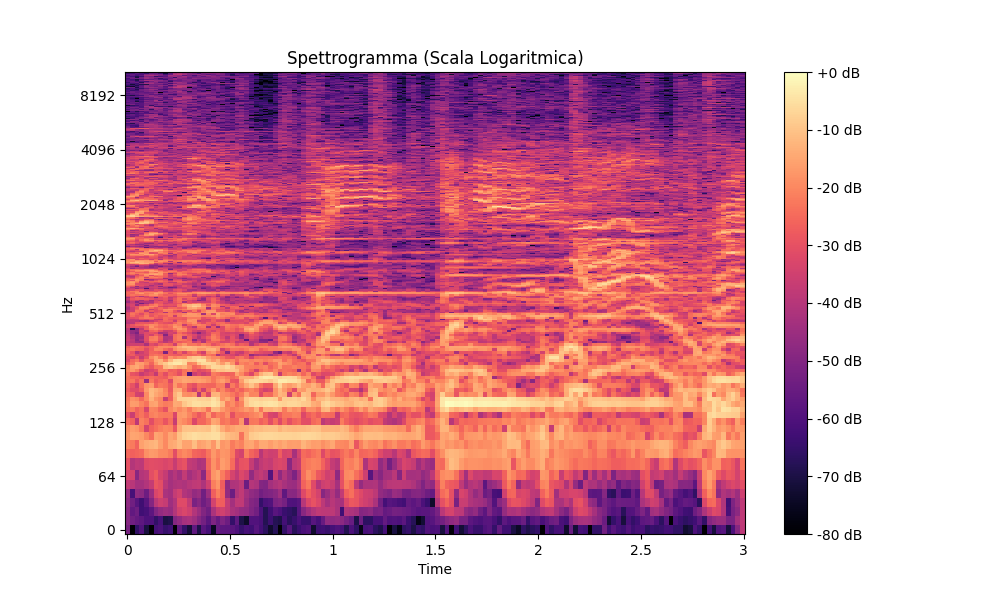 Spettrogramma (Scala Logaritmica)
Hz
8192
4096
2048
1024
512
256
128
64
0
0
0.5
1
1.5
2
2.5
3
Time
+0 dB
-10 dB
-20 dB
-30 dB
-40 dB
-50 dB
-60 dB
-70 dB
-80 dB